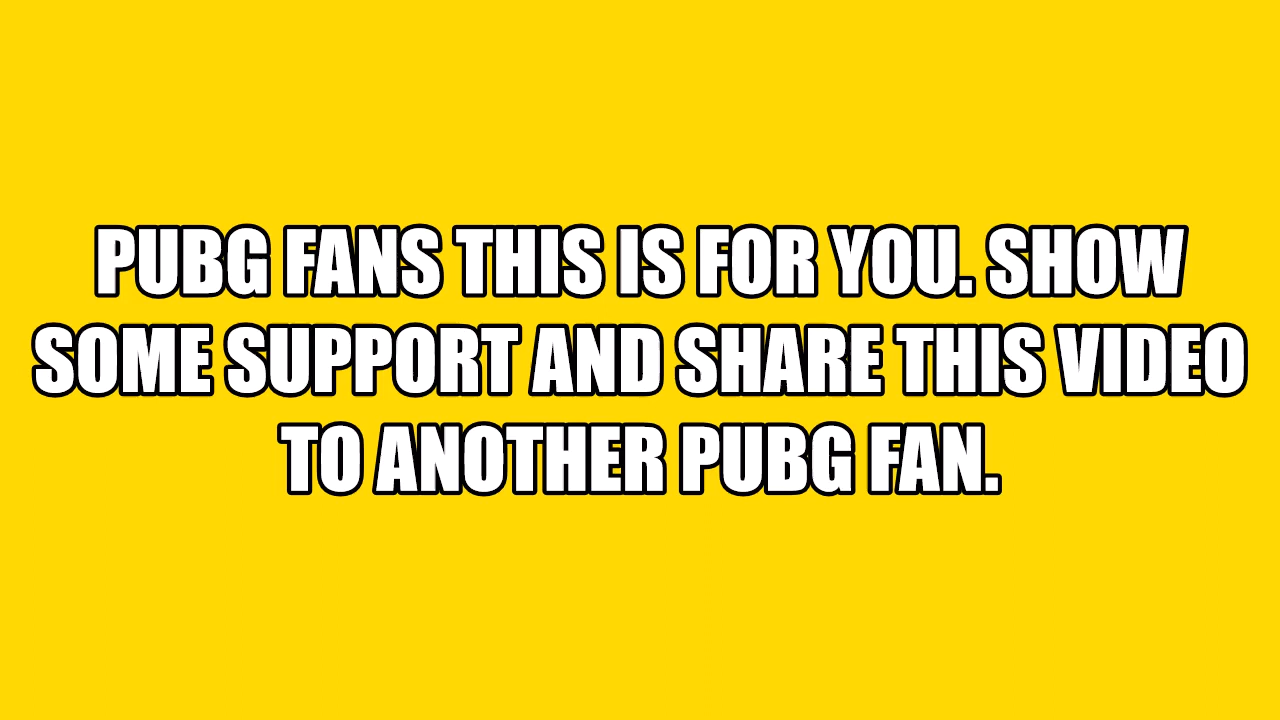 PUBG FANS THIS IS FOR YOU. SHOW
SOME SUPPORT AND SHARE THIS VIDEO
TO ANOTHER PUBG FAN.